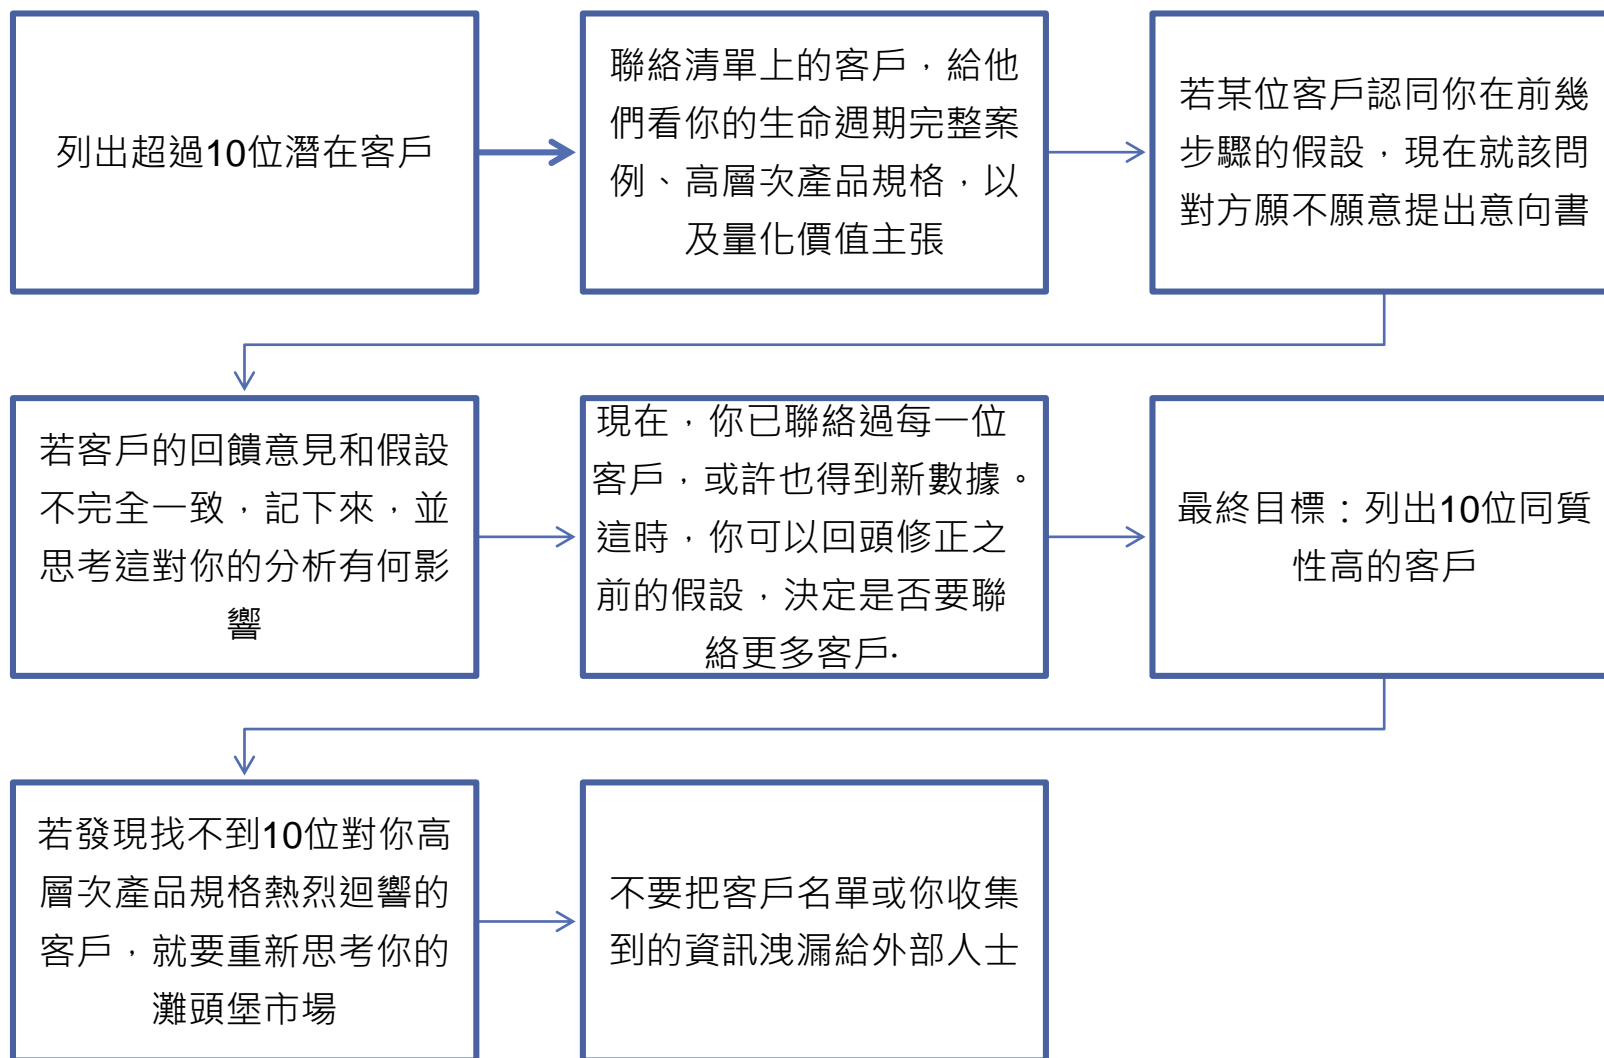 列出超過10位潛在客戶
聯絡清單上的客戶，給他
們看你的生命週期完整案
例、高層次產品規格，以
及量化價值主張
若某位客戶認同你在前幾
步驟的假設，現在就該問
對方願不願意提出意向書
若客戶的回饋意見和假設
不完全一致，記下來，並
思考這對你的分析有何影
響
現在，你已聯絡過每一位
客戶，或許也得到新數據。
這時，你可以回頭修正之
前的假設，決定是否要聯
絡更多客戶.
最終目標：列出10位同質
性高的客戶
若發現找不到10位對你高
層次產品規格熱烈迴響的
客戶，就要重新思考你的
灘頭堡市場
不要把客戶名單或你收集
到的資訊洩漏給外部人士